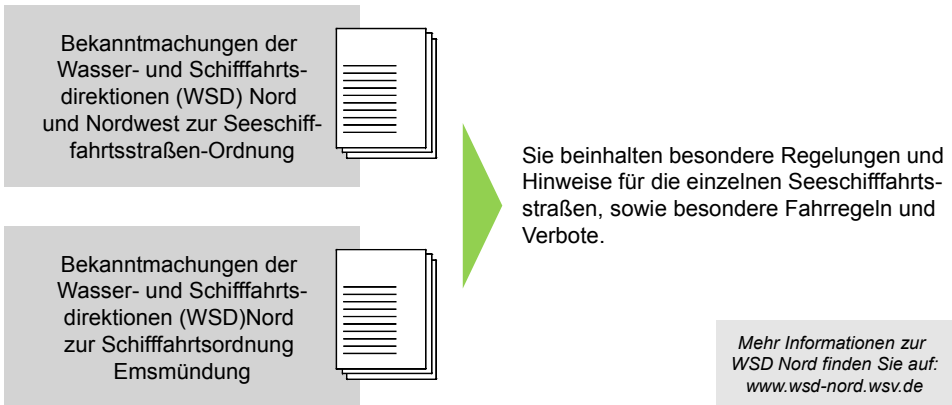 Bekanntmachungen der
Wasser- und Schifffahrts-
direktionen (WSD) Nord
und Nordwest zur Seeschiff-
fahrtsstraßen-Ordnung
Sie beinhalten besondere Regelungen und
Hinweise für die einzelnen Seeschifffahrts-
straßen, sowie besondere Fahrregeln und
Verbote.
Bekanntmachungen der
Wasser- und Schifffahrts-
direktionen (WSD)Nord
zur Schifffahrtsordnung
Emsmündung
Mehr Informationen zur
WSD Nord finden Sie auf:
www.wsd-nord.wsv.de